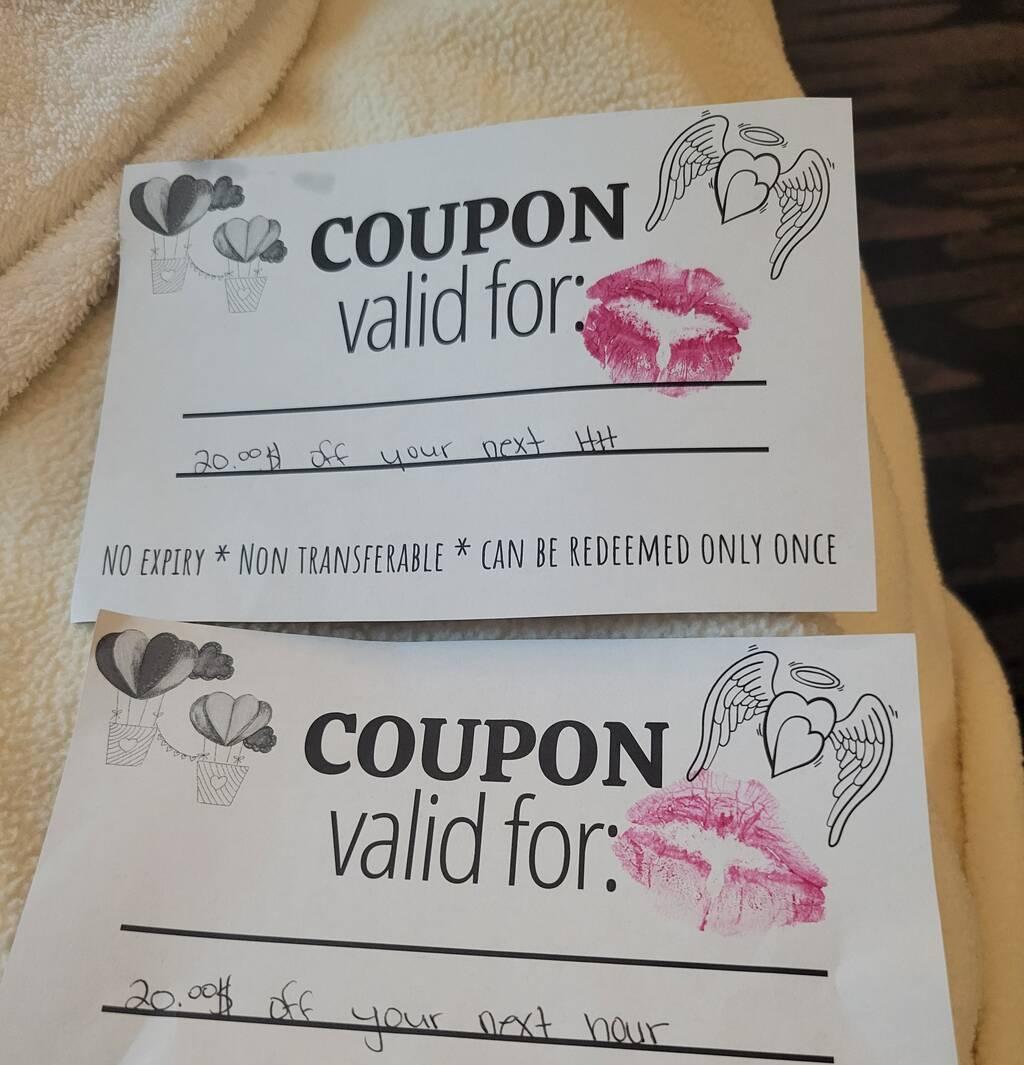 COUPON
valid for:
20.00$ off your next HH
NO EXPIRY * NON TRANSFERABLE * CAN BE REDEEMED ONLY ONCE
COUPON
valid for:
20.00$ off your next hour